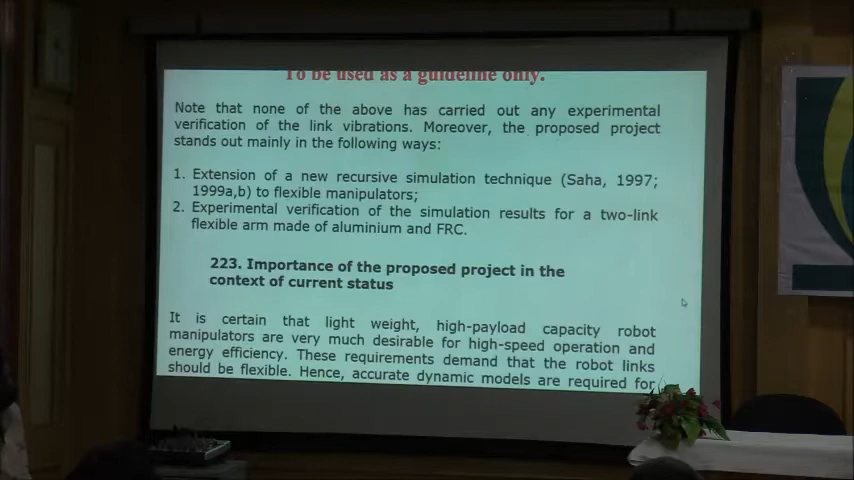 To be used as a guideline only.
Note that none of the above has carried out any experimental
verification of the link vibrations. Moreover, the proposed project
stands out mainly in the following ways:
1. Extension of a new recursive simulation technique (Saha, 1997;
1999a,b) to flexible manipulators;
2. Experimental verification of the simulation results for a two-link
flexible arm made of aluminium and FRC.
223. Importance of the proposed project in the
context of current status
It is certain that light weight, high-payload capacity robot
manipulators are very much desirable for high-speed operation and
energy efficiency. These requirements demand that the robot links
should be flexible. Hence, accurate dynamic models are required for